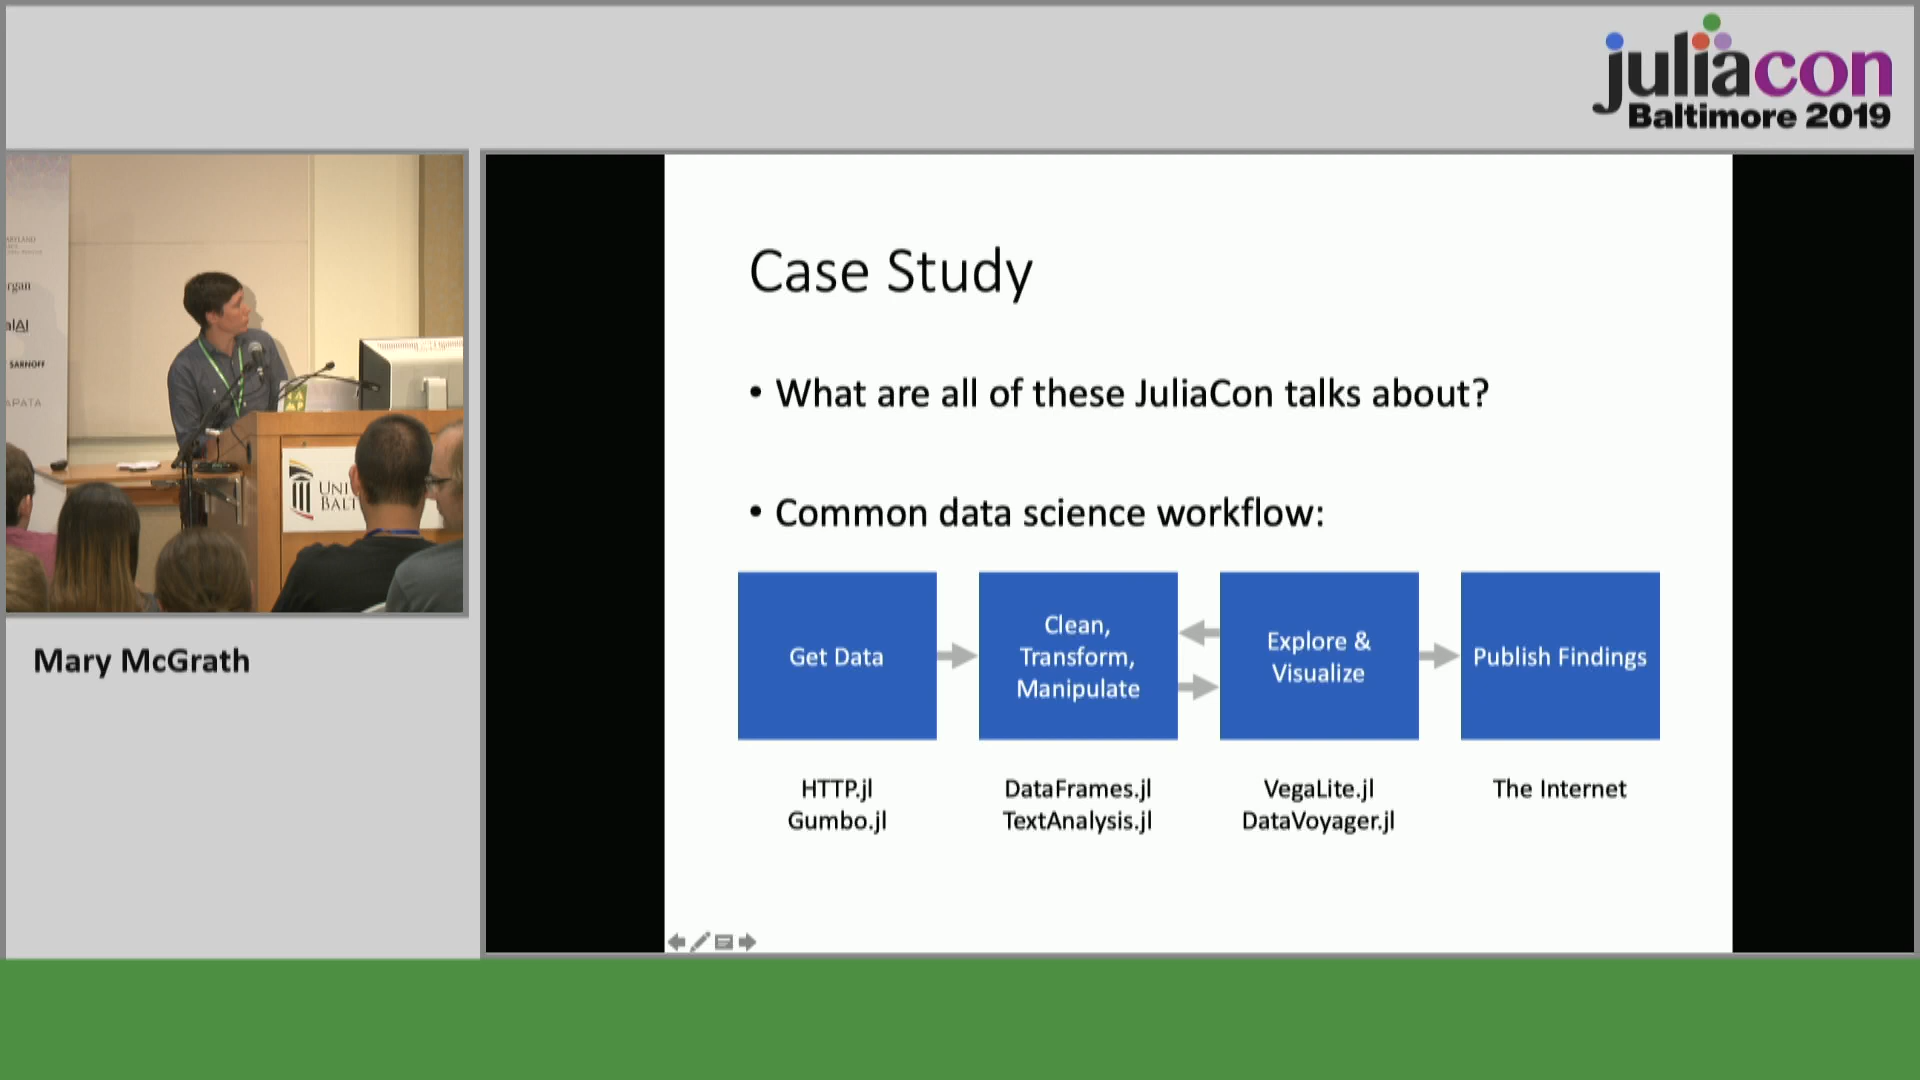 juliacon
Baltimore 2019
SARNOFF
Mary McGrath
Case Study
• What are all of these JuliaCon talks about?
• Common data science workflow:
Get Data
Clean,
Transform,
Manipulate
Explore &
Visualize
Publish Findings
HTTP.jl
Gumbo.jl
DataFrames.jl
TextAnalysis.jl
VegaLite.jl
DataVoyager.jl
The Internet